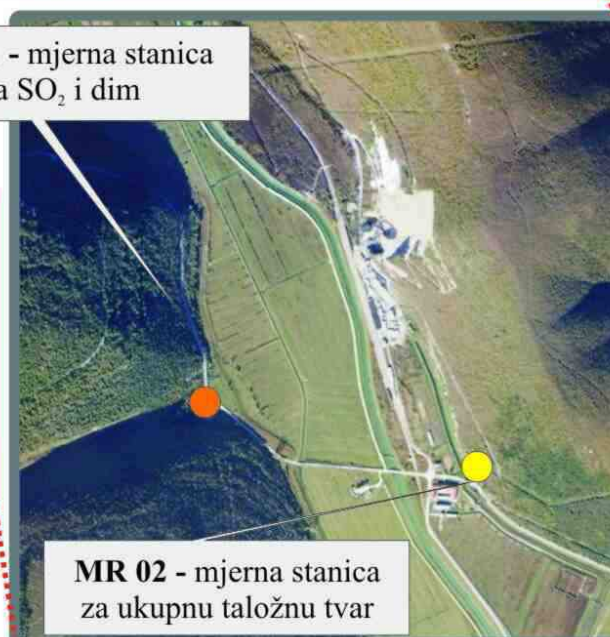 - mjerna stanica
a SO₂ i dim
MR 02 - mjerna stanica
za ukupnu taložnu tvar